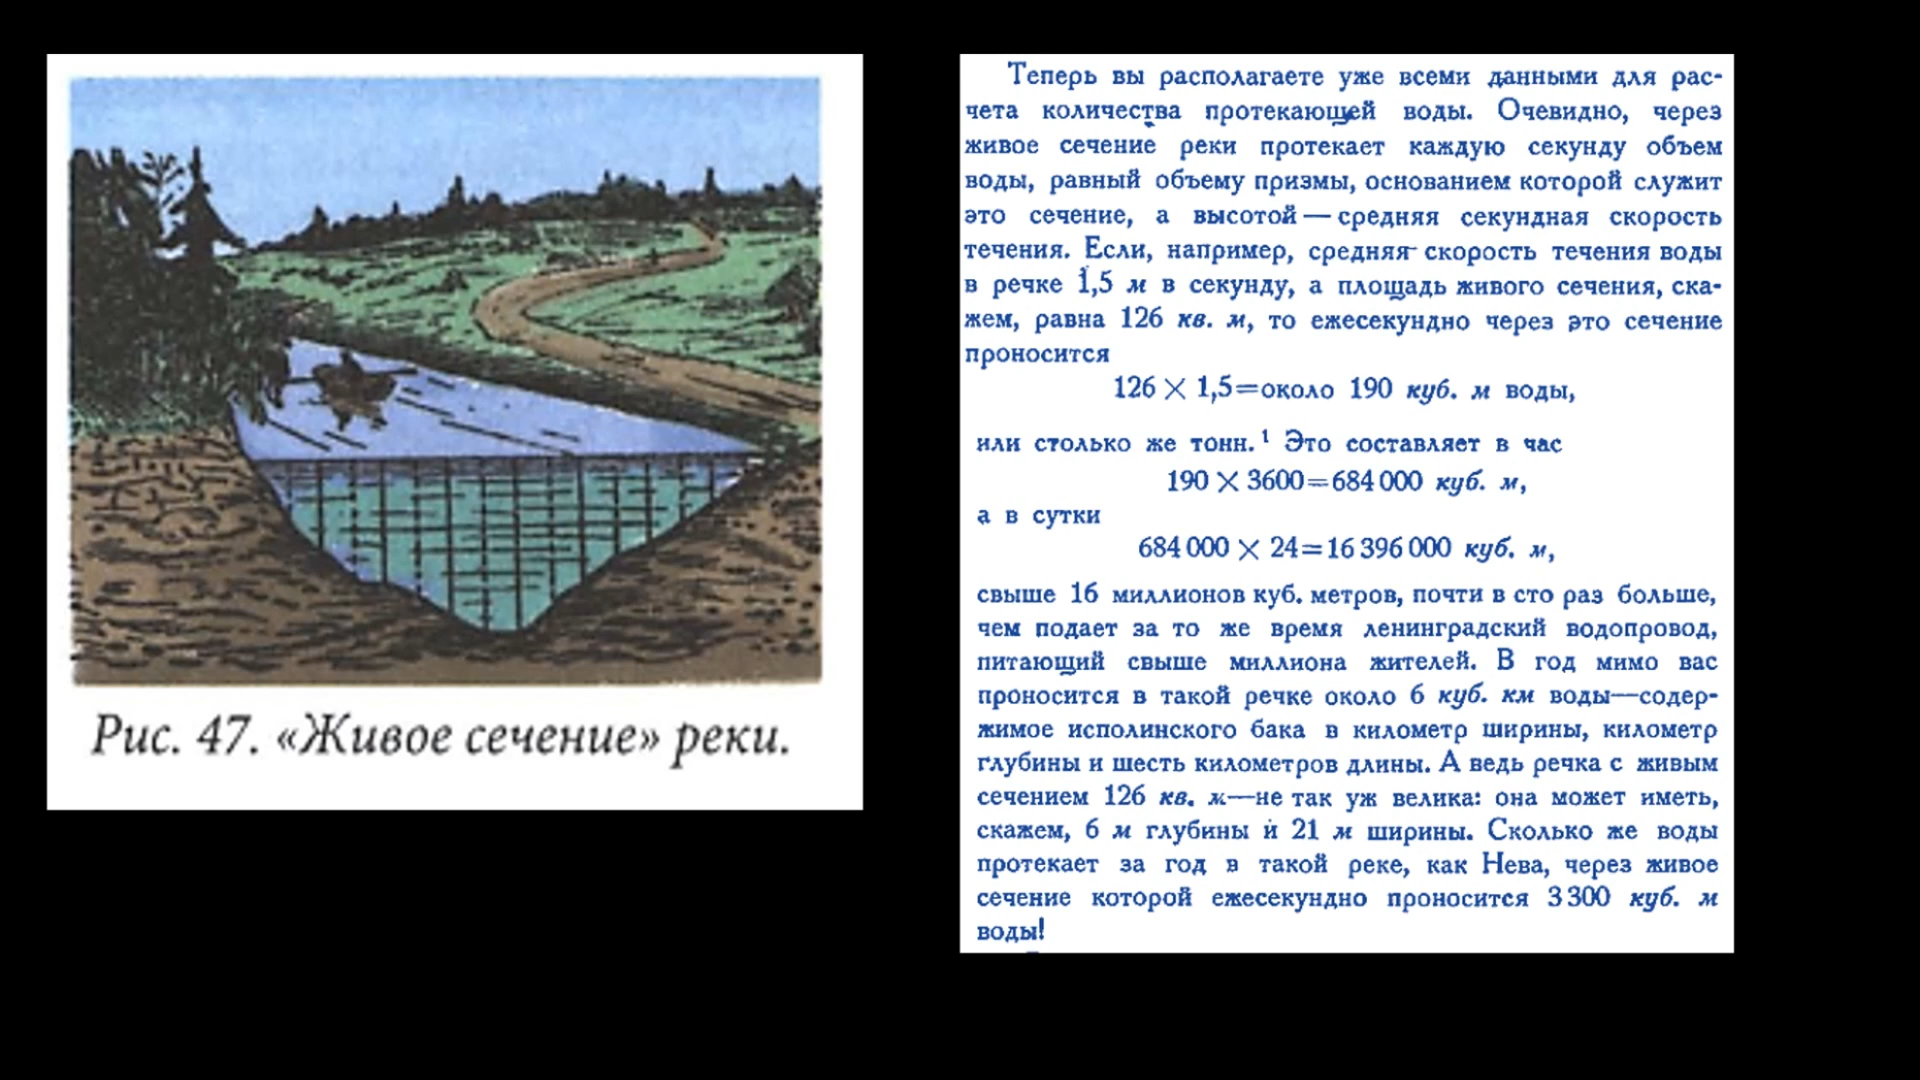 Рис. 47. «Живое сечение» реки.
Теперь вы располагаете уже всеми данными для рас-
чета количества протекающей воды. Очевидно, через
живое сечение реки протекает каждую секунду объем
воды, равный объему призмы, основанием которой служит
это сечение, а высотой — средняя секундная скорость
течения. Если, например, средняя скорость течения воды
в речке 1,5 м в секунду, а площадь живого сечения, ска-
жем, равна 126 кв. м, то ежесекундно через это сечение
проносится
126 × 1,5=около 190 куб. м воды,
или столько же тонн.¹ Это составляет в час
190 × 3600=684 000 куб. м,
а в сутки
684 000 × 24=16 396 000 куб. м,
свыше 16 миллионов куб. метров, почти в сто раз больше,
чем подает за то же время ленинградский водопровод,
питающий свыше миллиона жителей. В год мимо вас
проносится в такой речке около 6 куб. км воды—содер-
жимое исполинского бака в километр ширины, километр
глубины и шесть километров длины. А ведь речка с живым
сечением 126 кв. м—не так уж велика: она может иметь,
скажем, 6 м глубины и 21 м ширины. Сколько же воды
протекает за год в такой реке, как Нева, через живое
сечение которой ежесекундно проносится 3 300 куб. м
воды!